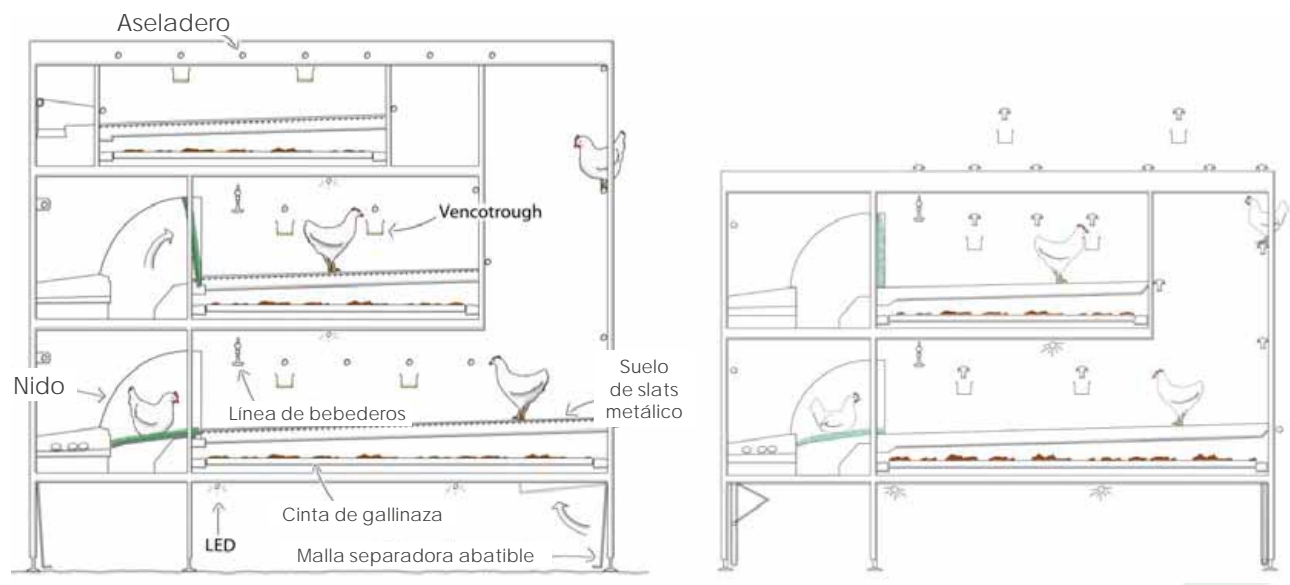 Aseladero
Vencotrough
Nido
Línea de bebederos
Suelo
de slats
metálico
Cinta de gallinaza
LED
Malla separadora abatible